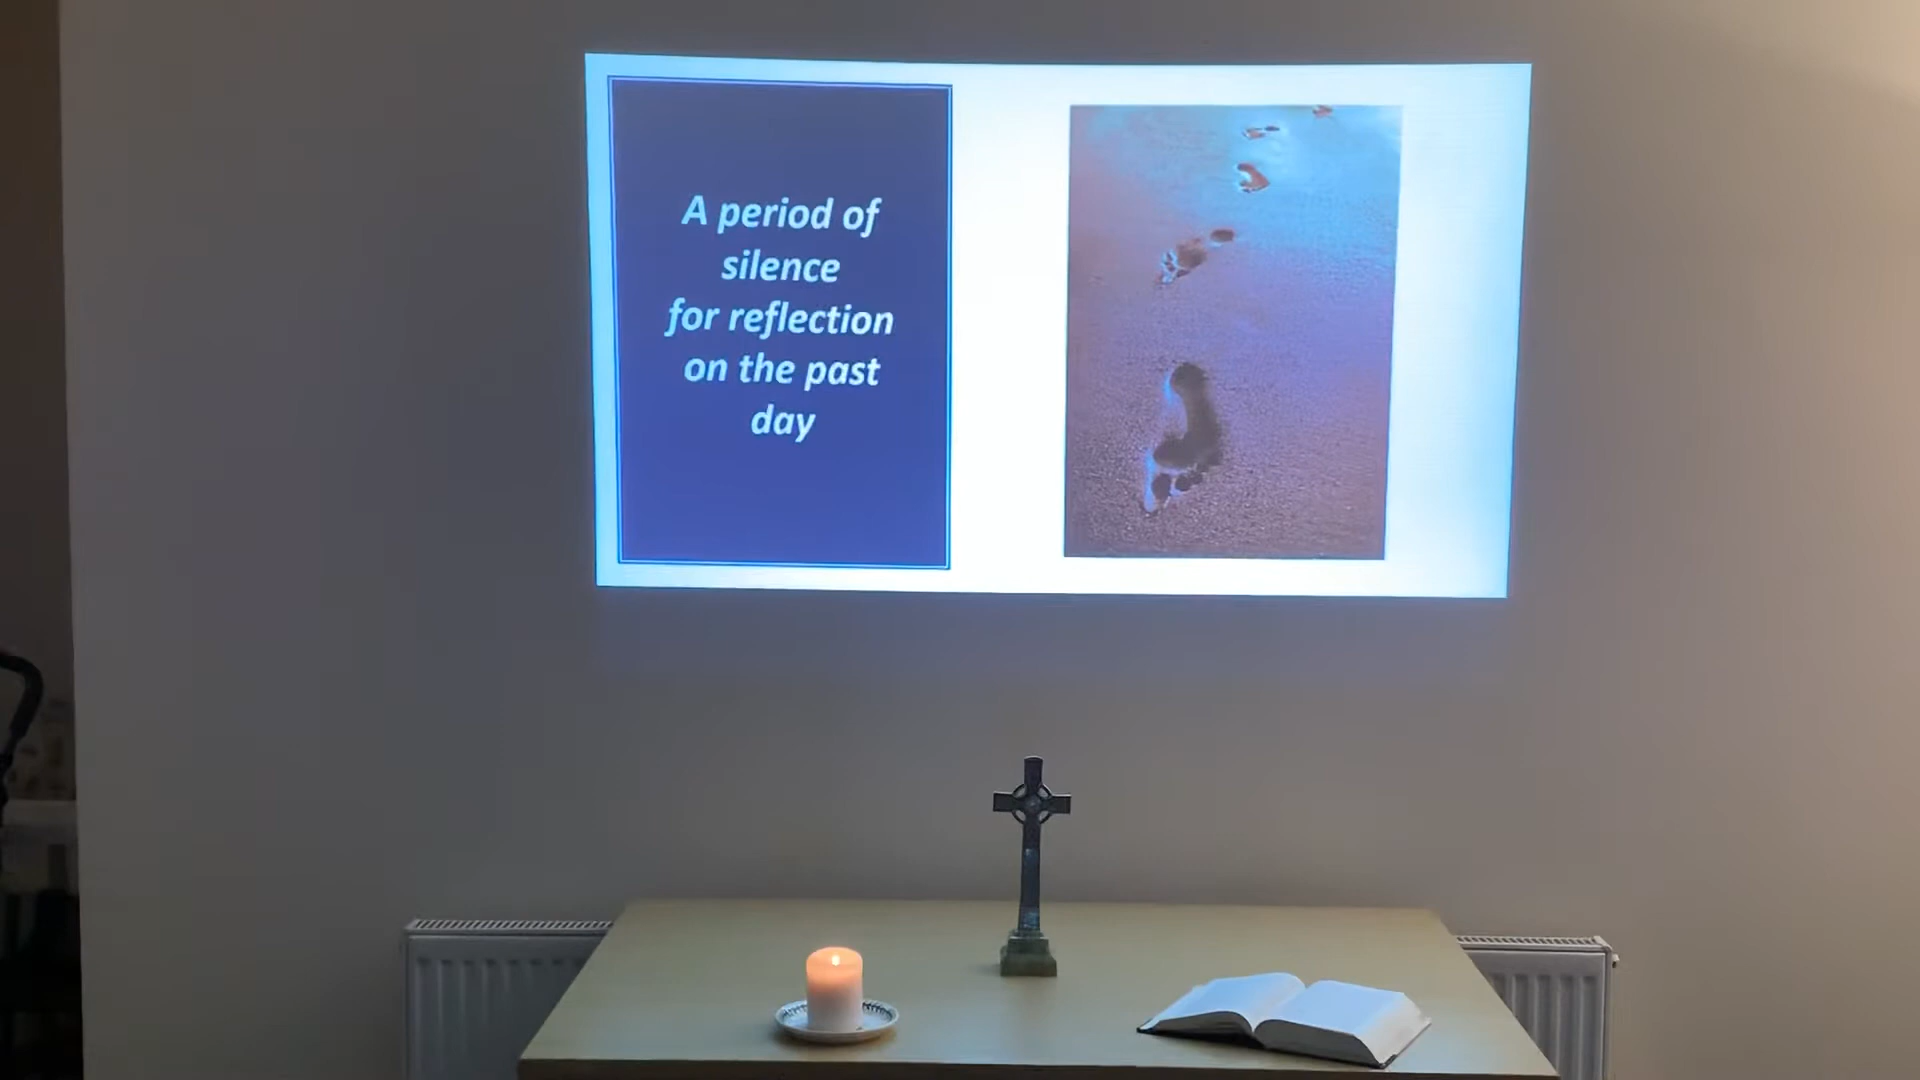 A period of
silence
for reflection
on the past
day